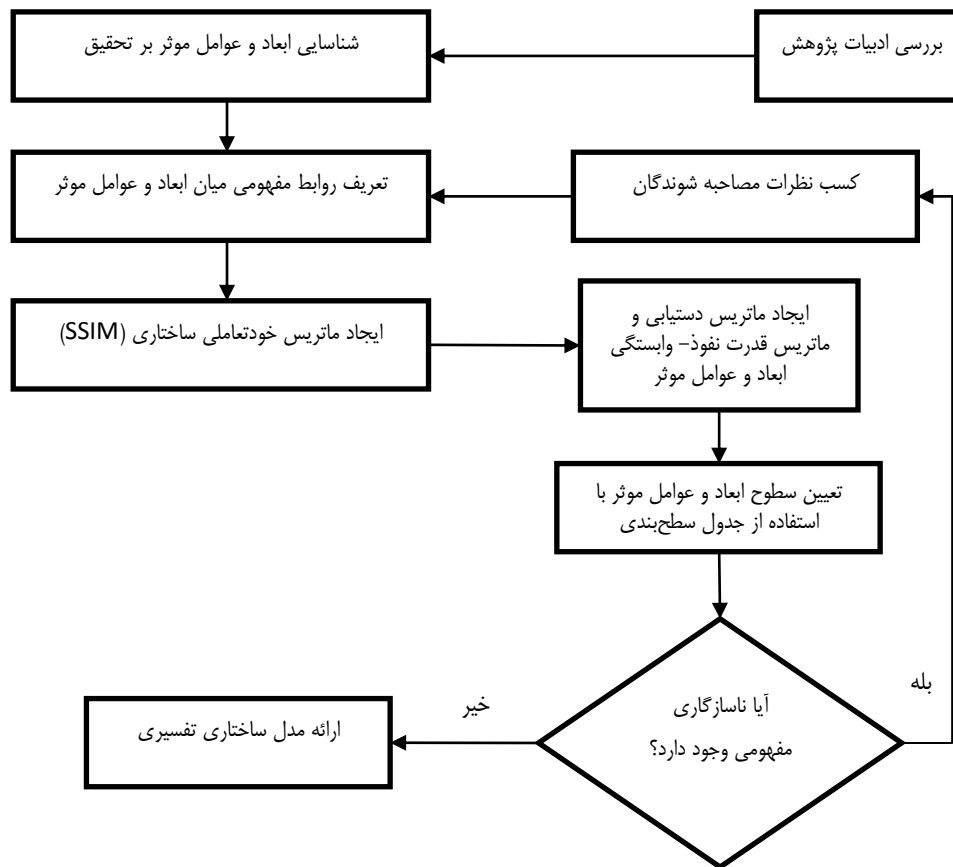 بررسی ادبیات پژوهش
شناسایی ابعاد و عوامل موثر بر تحقیق
کسب نظرات مصاحبه شوندگان
تعریف روابط مفهومی میان ابعاد و عوامل موثر
ایجاد ماتریس خودتعاملی ساختاری (SSIM)
ایجاد ماتریس دستیابی و
ماتریس قدرت نفوذ- وابستگی
ابعاد و عوامل موثر
تعیین سطوح ابعاد و عوامل موثر با
استفاده از جدول سطح‌بندی
آیا ناسازگاری
مفهومی وجود دارد؟
بله
خیر
ارائه مدل ساختاری تفسیری